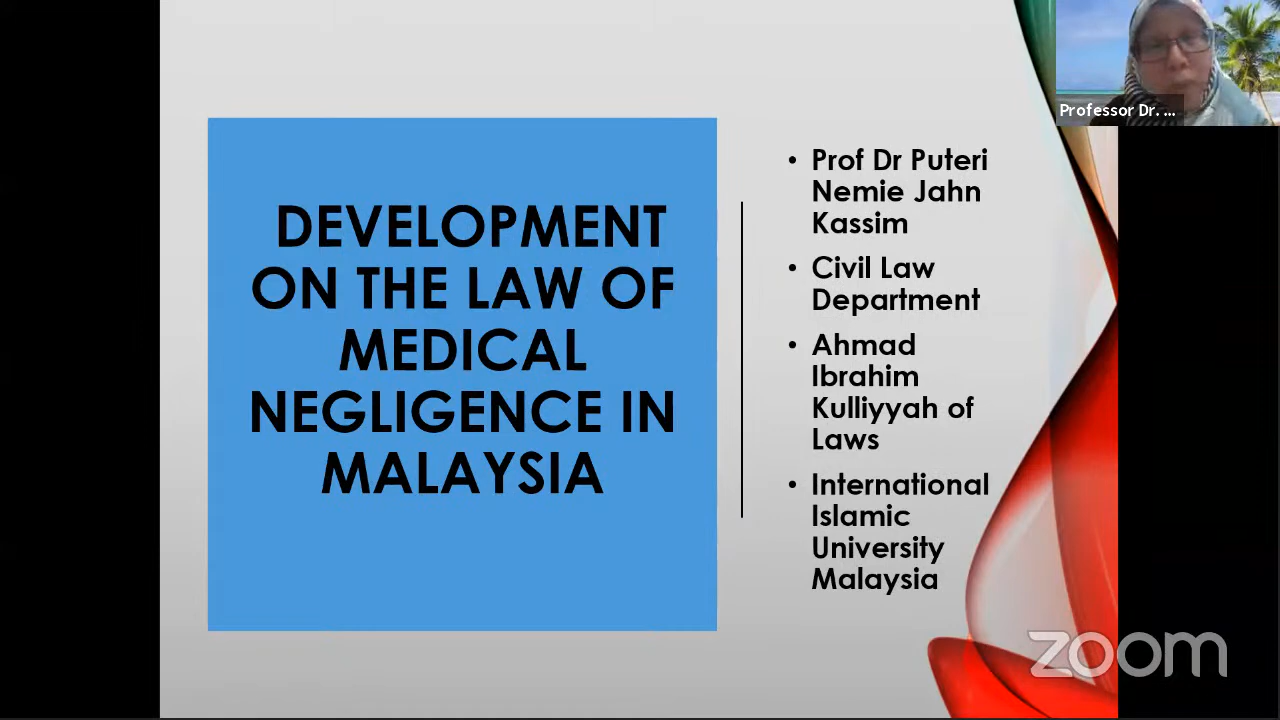 Professor Dr. ...
DEVELOPMENT
ON THE LAW OF
MEDICAL
NEGLIGENCE IN
MALAYSIA
• Prof Dr Puteri
Nemie Jahn
Kassim
• Civil Law
Department
• Ahmad
Ibrahim
Kulliyyah of
Laws
• International
Islamic
University
Malaysia
zoom